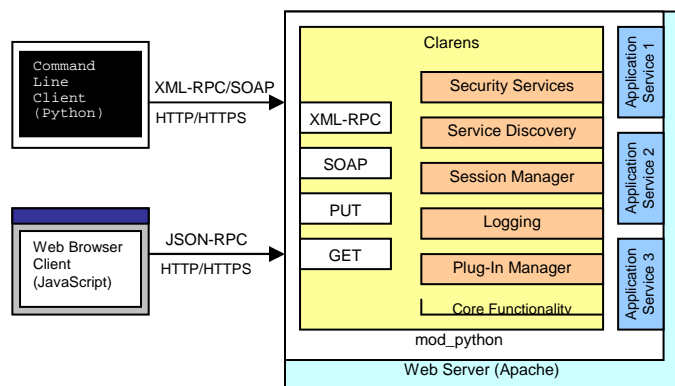 Command
Line
Client
(Python)
XML-RPC/SOAP
HTTP/HTTPS
Web Browser
Client
(JavaScript)
JSON-RPC
HTTP/HTTPS
Clarens
XML-RPC
SOAP
PUT
GET
Security Services
Service Discovery
Session Manager
Logging
Plug-In Manager
Core Functionality
mod_python
Web Server (Apache)
Application
Service 1
Application
Service 2
Application
Service 3